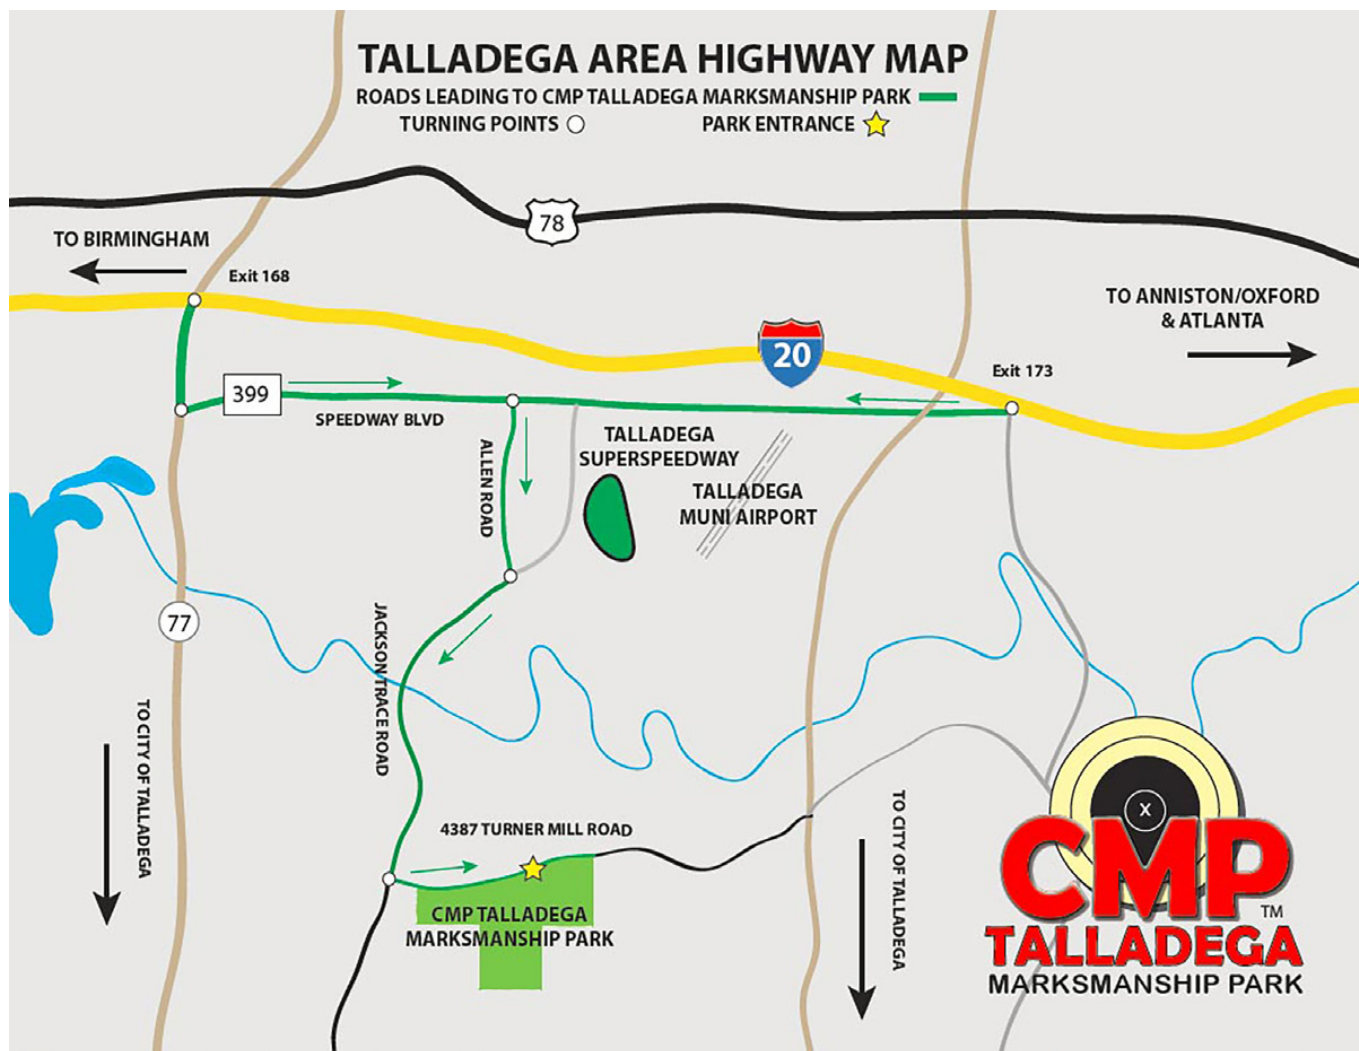 TALLADEGA AREA HIGHWAY MAP
ROADS LEADING TO CMP TALLADEGA MARKSMANSHIP PARK
TURNING POINTS
PARK ENTRANCE
78
TO BIRMINGHAM
Exit 168
TO ANNISTON/OXFORD
& ATLANTA
20
Exit 173
399
SPEEDWAY BLVD
ALLEN ROAD
TALLADEGA
SUPERSPEEDWAY
TALLADEGA
MUNI AIRPORT
77
JACKSON TRACE ROAD
TO CITY OF TALLADEGA
4387 TURNER MILL ROAD
TO CITY OF TALLADEGA
CMP TALLADEGA
MARKSMANSHIP PARK
X
CMP
TM
TALLADEGA
MARKSMANSHIP PARK